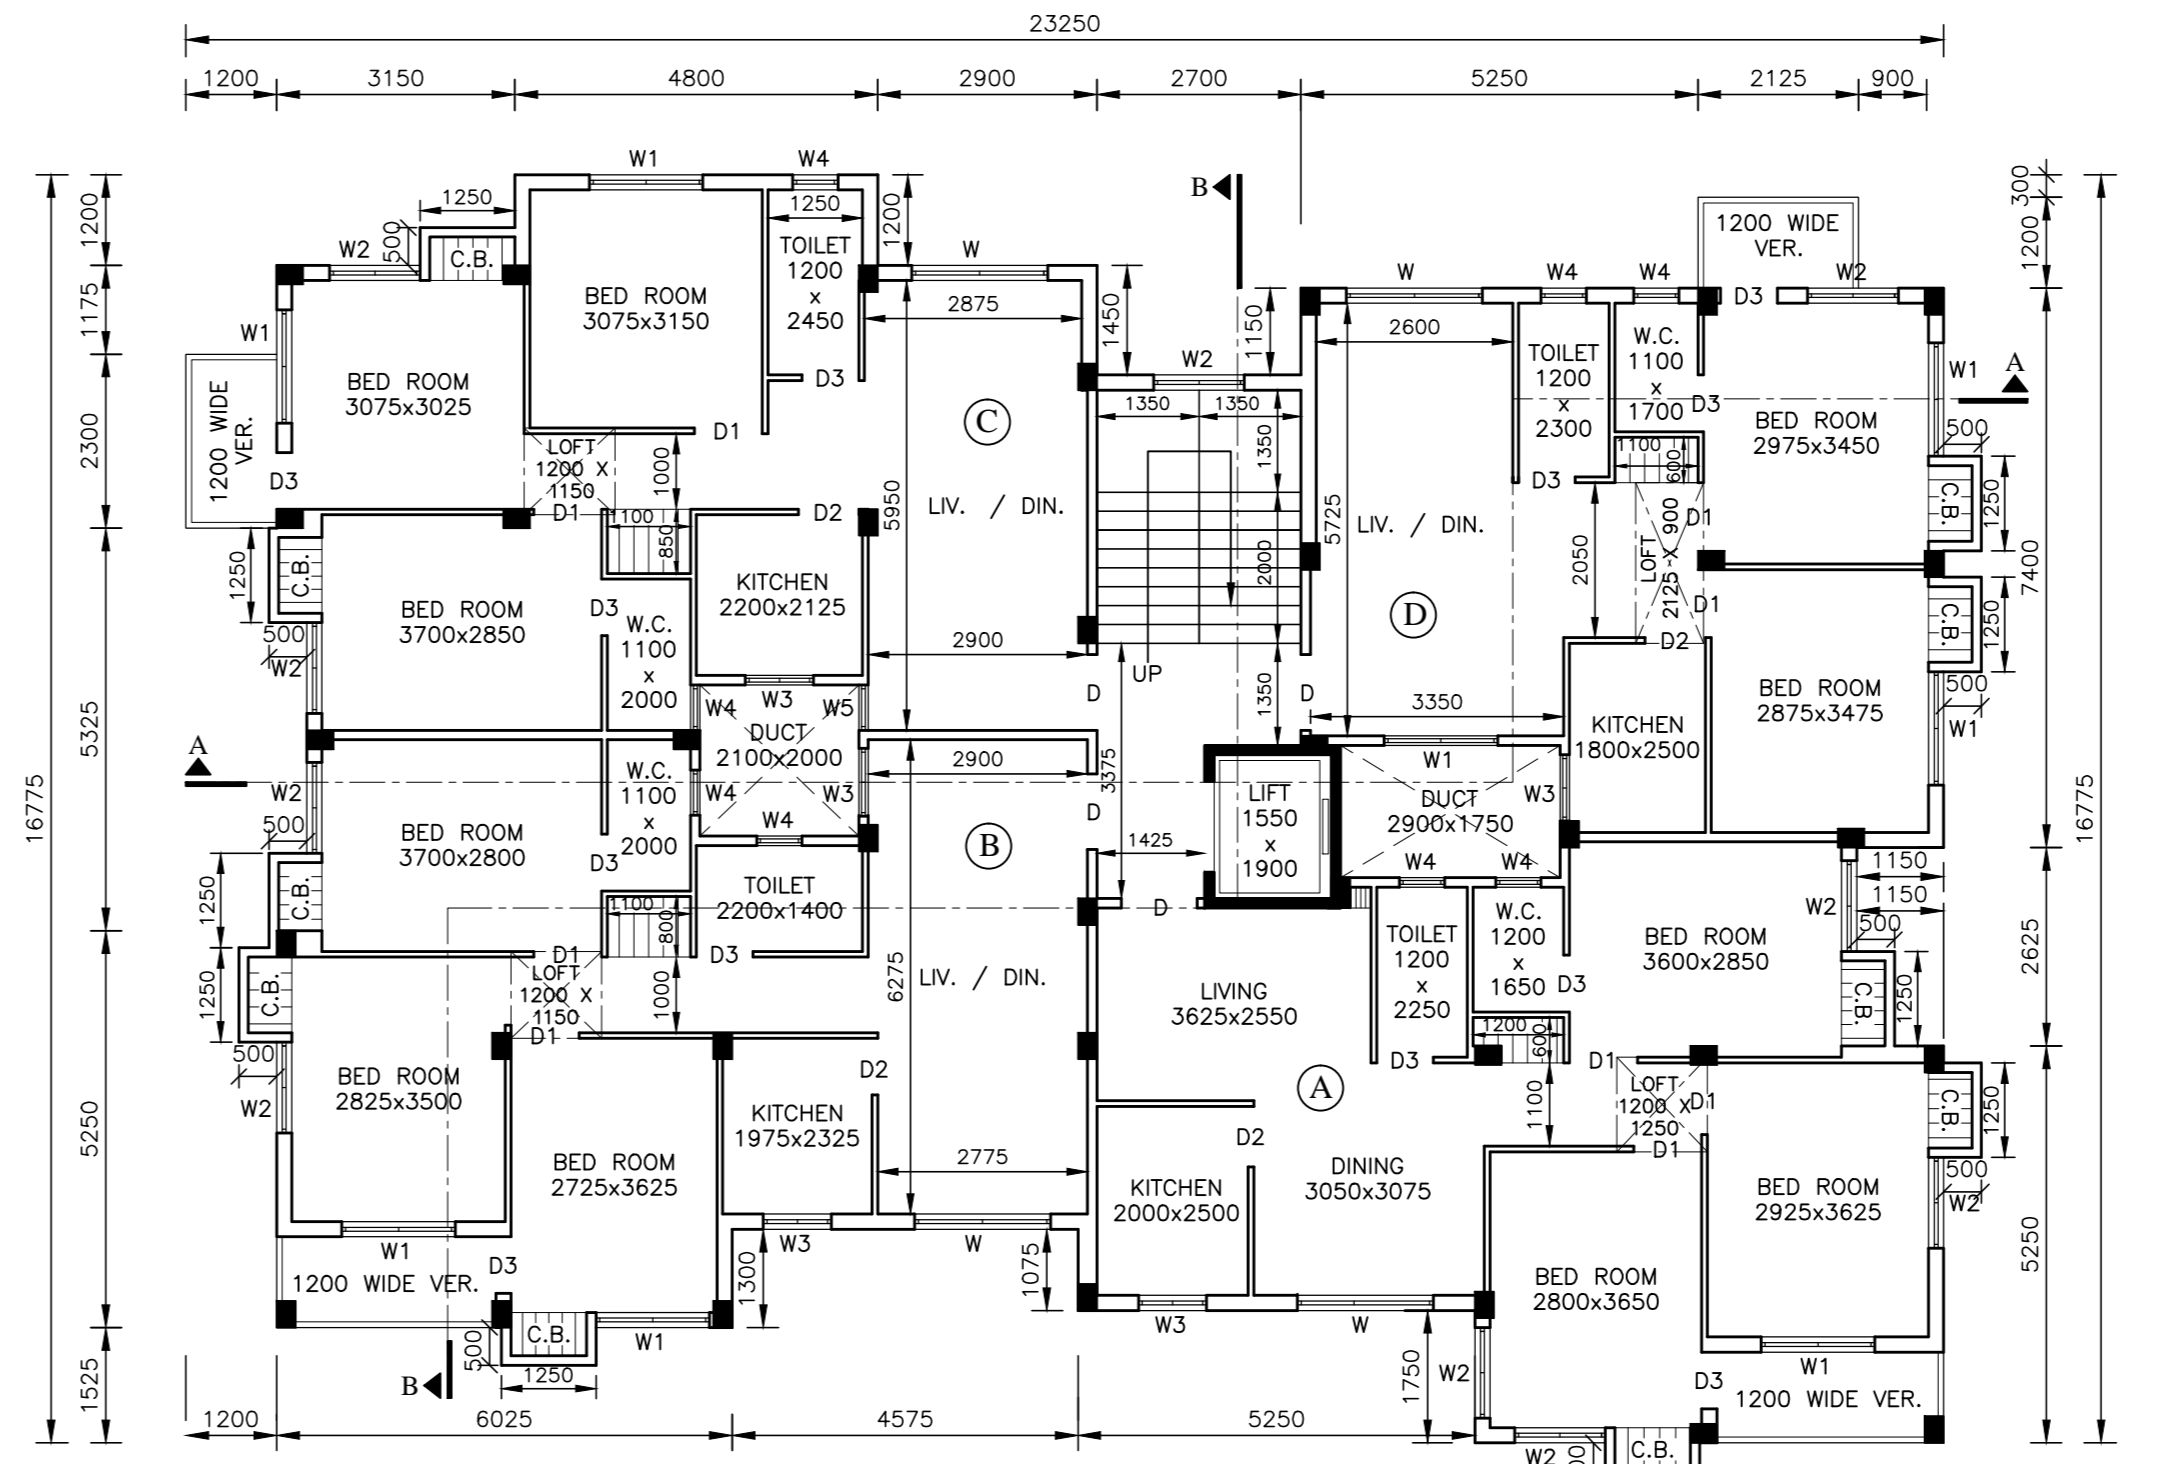 23250
1200 3150 4800 2900 2700 5250 2125 900
W1 W4
B
1250 1250
1200 1200 500 300
W2 C.B. TOILET W
1200
x
2450
1200 WIDE
VER.
1200
BED ROOM
3075x3150
2875
1450 1150
W W4 W4 D3 W2
1175
W1
2600
W.C.
1100
x
1700
TOILET
1200
x
2300
W2
W1
A
BED ROOM
3075x3025
D3
1350 1350
D3
1200 WIDE
VER.
2300
D1
C
BED ROOM
2975x3450
500
LOFT
1200 X
1150
1000
1350
1100
600
D3
D3
C.B.
1250
D1
1100
850
D2
5950
LIV. / DIN.
5725
LIV. / DIN.
2050
LOFT
2125 X 900
D1
7400
C.B.
1250
2000
KITCHEN
2200x2125
BED ROOM
3700x2850
D3
W.C.
1100
x
2000
D
D1
C.B.
1250
500
W2
2900
UP
D2
1350
BED ROOM
2875x3475
500
W1
W4 W3 W5
D D
3350
KITCHEN
1800x2500
5325
DUCT
2100x2000
A
W1
2900
3375
16775
16775
W2
W.C.
1100
x
2000
W4 W3
D
LIFT
1550
x
1900
DUCT
2900x1750
W3
500
W4
BED ROOM
3700x2800
D3
B
1425
W4 W4
1150
1150
1250
C.B.
TOILET
2200x1400
1100
800
D
W2
500
W.C.
1200
x
1650
TOILET
1200
x
2250
BED ROOM
3600x2850
2625
D1
D3
LOFT
1200 X
1150
1000
6275
LIV. / DIN.
LIVING
3625x2550
D3
C.B.
1250
1250
C.B.
D1
1200
600
D3
D1
500
W2
BED ROOM
2825x3500
D2
A
1100
LOFT
1200 X
1250
D1
C.B.
1250
KITCHEN
1975x2325
D2
D1
5250
BED ROOM
2725x3625
2775
DINING
3050x3075
500
W2
KITCHEN
2000x2500
BED ROOM
2925x3625
5250
W1
W3
W
D3
1200 WIDE VER.
1300
1075
BED ROOM
2800x3650
C.B.
W1
W3
W
500
1250
1525
B
1750
W2
W1
D3
1200 WIDE VER.
1200 6025 4575 5250
W2
C.B.